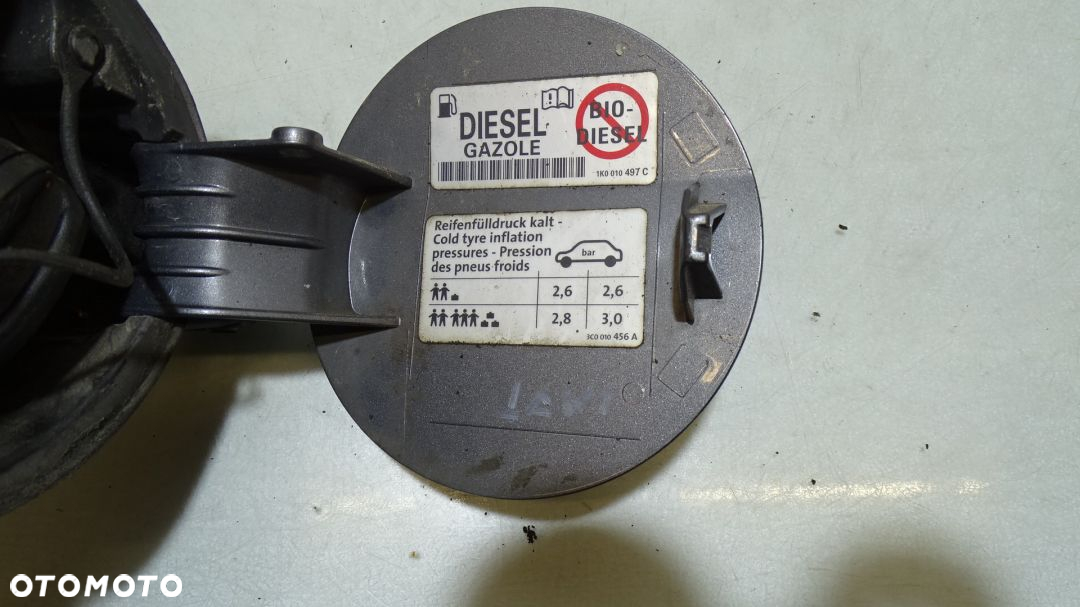 DIESEL
GAZOLE
BIO-
DIESEL
1K0 010 497 C
Reifenfülldruck kalt -
Cold tyre inflation
pressures - Pression
des pneus froids
bar
2,6 2,6
2,8 3,0
3C0 010 456 A
OTOMOTO